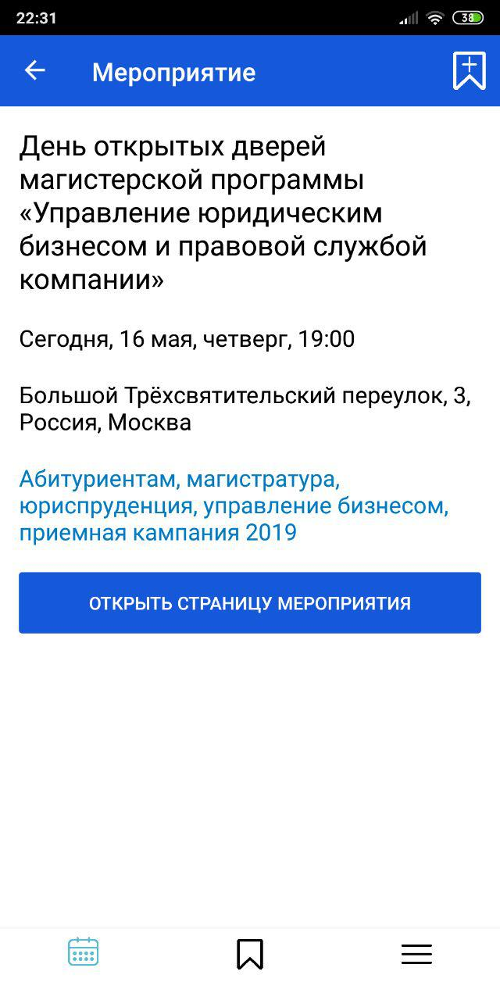 22:31
38
Мероприятие
День открытых дверей
магистерской программы
«Управление юридическим
бизнесом и правовой службой
компании»
Сегодня, 16 мая, четверг, 19:00
Большой Трёхсвятительский переулок, 3,
Россия, Москва
Абитуриентам, магистратура,
юриспруденция, управление бизнесом,
приемная кампания 2019
ОТКРЫТЬ СТРАНИЦУ МЕРОПРИЯТИЯ